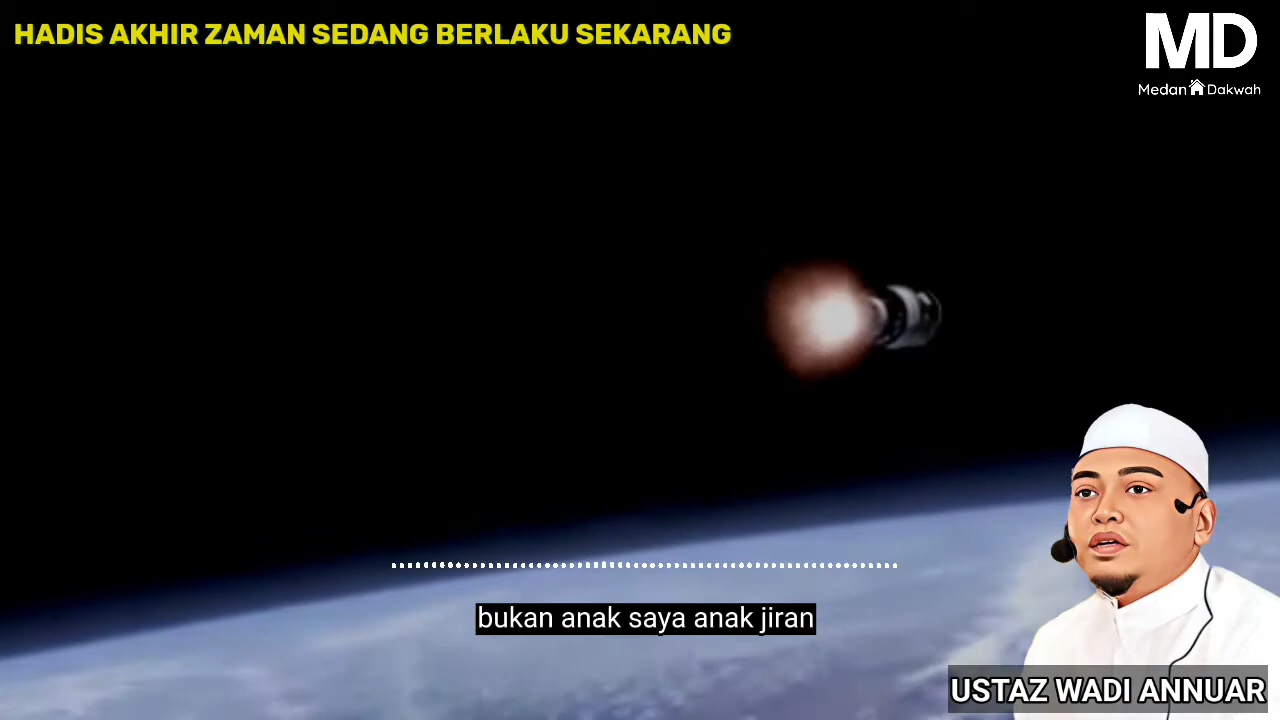 HADIS AKHIR ZAMAN SEDANG BERLAKU SEKARANG
MD
Medan Dakwah
bukan anak saya anak jiran
USTAZ WADI ANNUAR